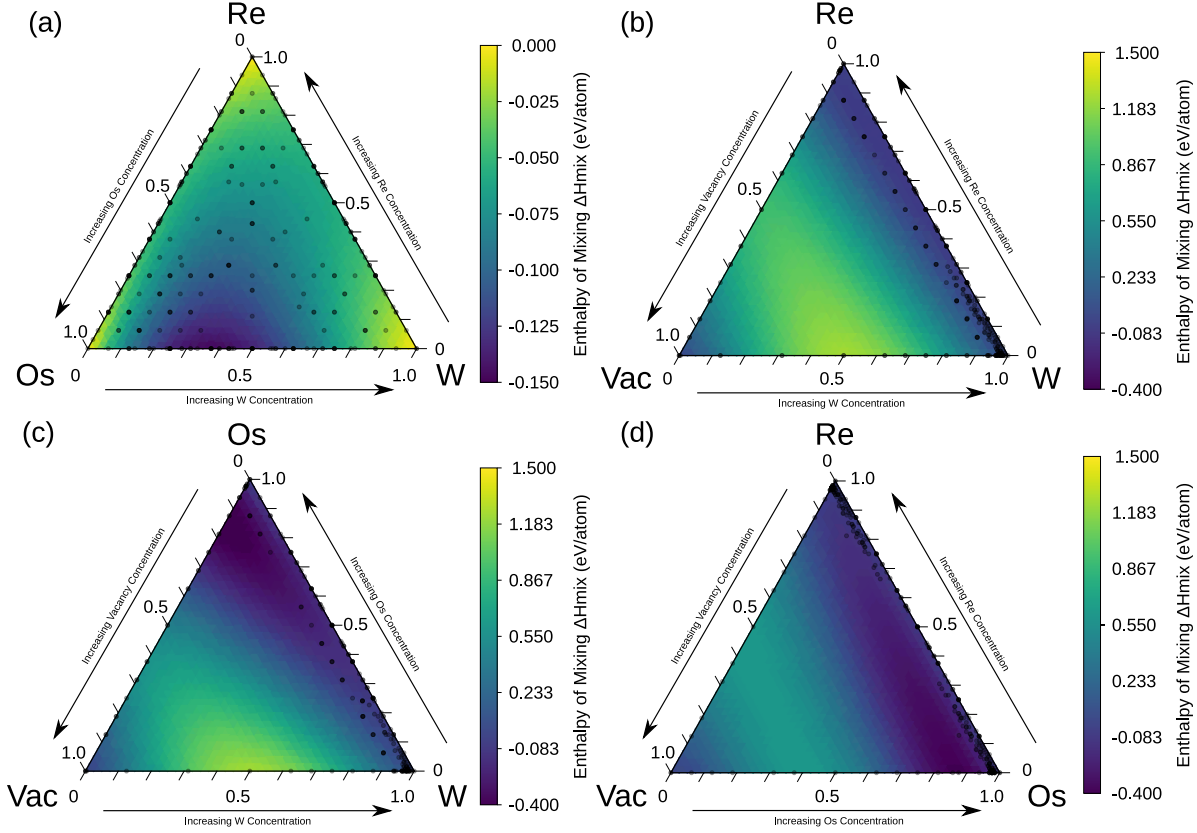 (a)
Re
0
1.0
0.5
0.5
1.0
0
Os
0
0.5
1.0
W
Increasing Os Concentration
Increasing Re Concentration
Increasing W Concentration
0.000
-0.025
-0.050
-0.075
-0.100
-0.125
-0.150
Enthalpy of Mixing ΔHmix (eV/atom)
(b)
Re
0
1.0
0.5
0.5
1.0
0
Vac
0
0.5
1.0
W
Increasing Vacancy Concentration
Increasing Re Concentration
Increasing W Concentration
1.500
1.183
0.867
0.550
0.233
-0.083
-0.400
Enthalpy of Mixing ΔHmix (eV/atom)
(c)
Os
0
1.0
0.5
0.5
1.0
0
Vac
0
0.5
1.0
W
Increasing Vacancy Concentration
Increasing Os Concentration
Increasing W Concentration
1.500
1.183
0.867
0.550
0.233
-0.083
-0.400
Enthalpy of Mixing ΔHmix (eV/atom)
(d)
Re
0
1.0
0.5
0.5
1.0
0
Vac
0
0.5
1.0
Os
Increasing Vacancy Concentration
Increasing Re Concentration
Increasing Os Concentration
1.500
1.183
0.867
0.550
0.233
-0.083
-0.400
Enthalpy of Mixing ΔHmix (eV/atom)